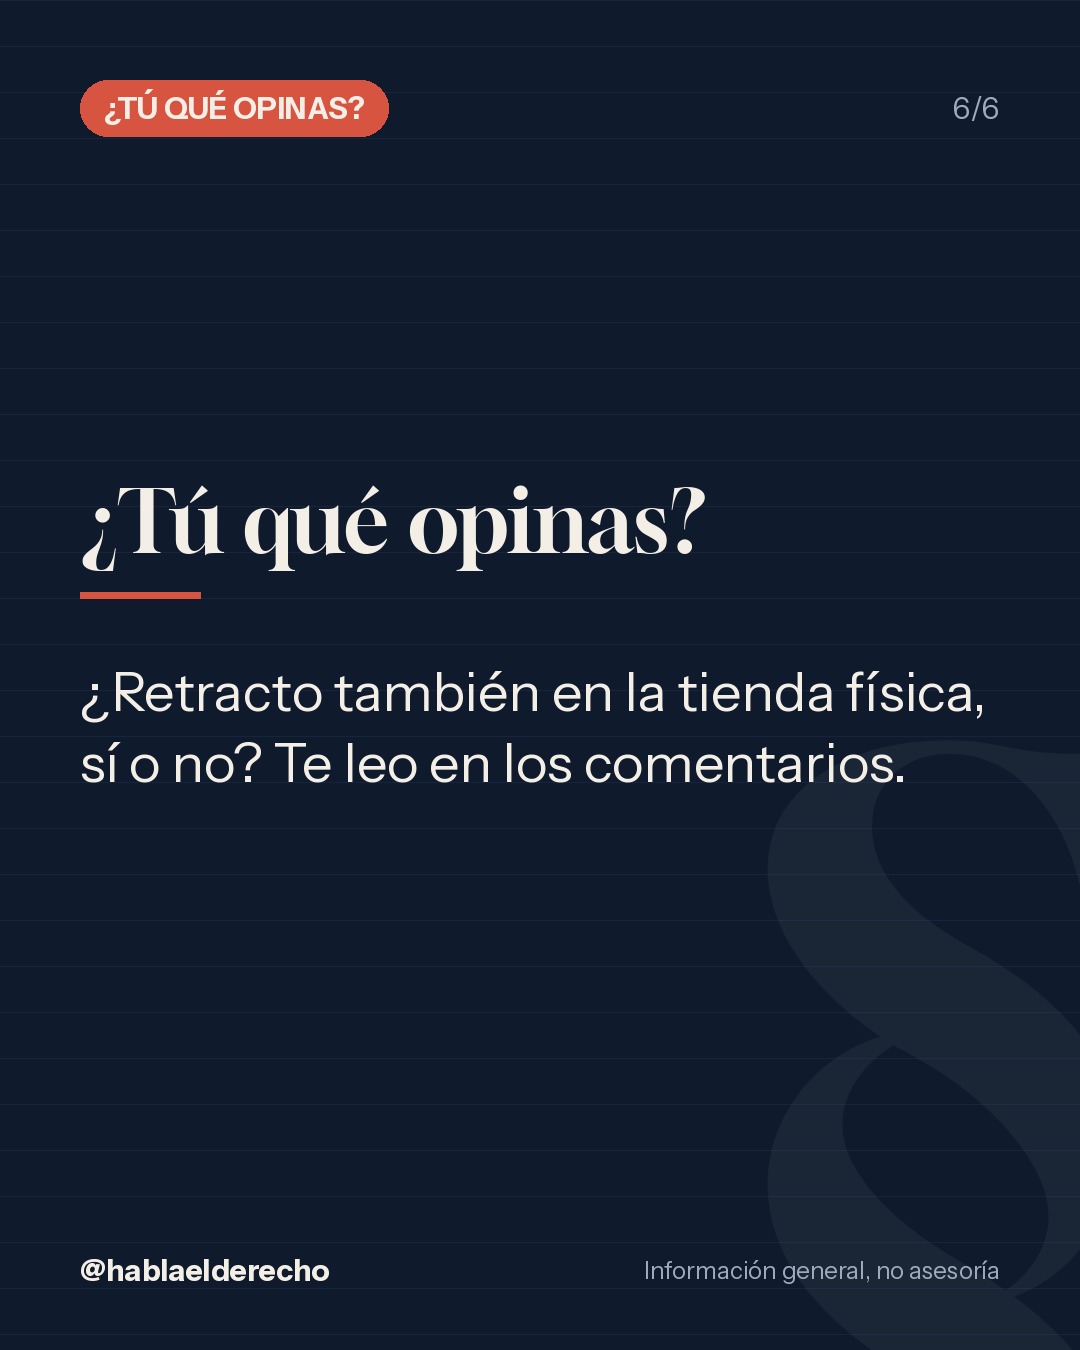 ¿TÚ QUÉ OPINAS?
6/6
¿Tú qué opinas?
¿Retracto también en la tienda física,
sí o no? Te leo en los comentarios.
@hablaelderecho
Información general, no asesoría
§